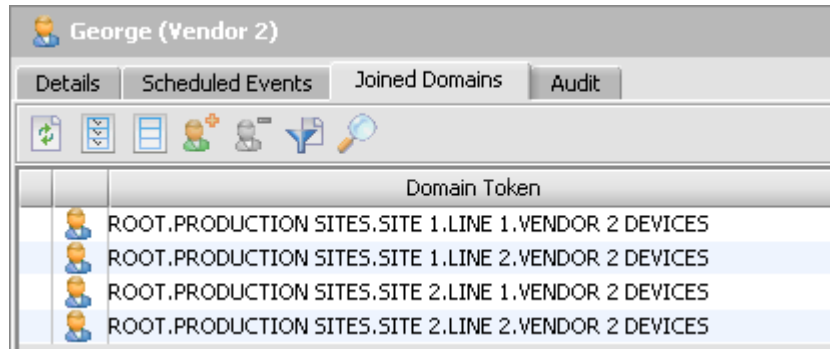 George (Vendor 2)
Details Scheduled Events Joined Domains Audit
Domain Token
ROOT.PRODUCTION SITES.SITE 1.LINE 1.VENDOR 2 DEVICES
ROOT.PRODUCTION SITES.SITE 1.LINE 2.VENDOR 2 DEVICES
ROOT.PRODUCTION SITES.SITE 2.LINE 1.VENDOR 2 DEVICES
ROOT.PRODUCTION SITES.SITE 2.LINE 2.VENDOR 2 DEVICES